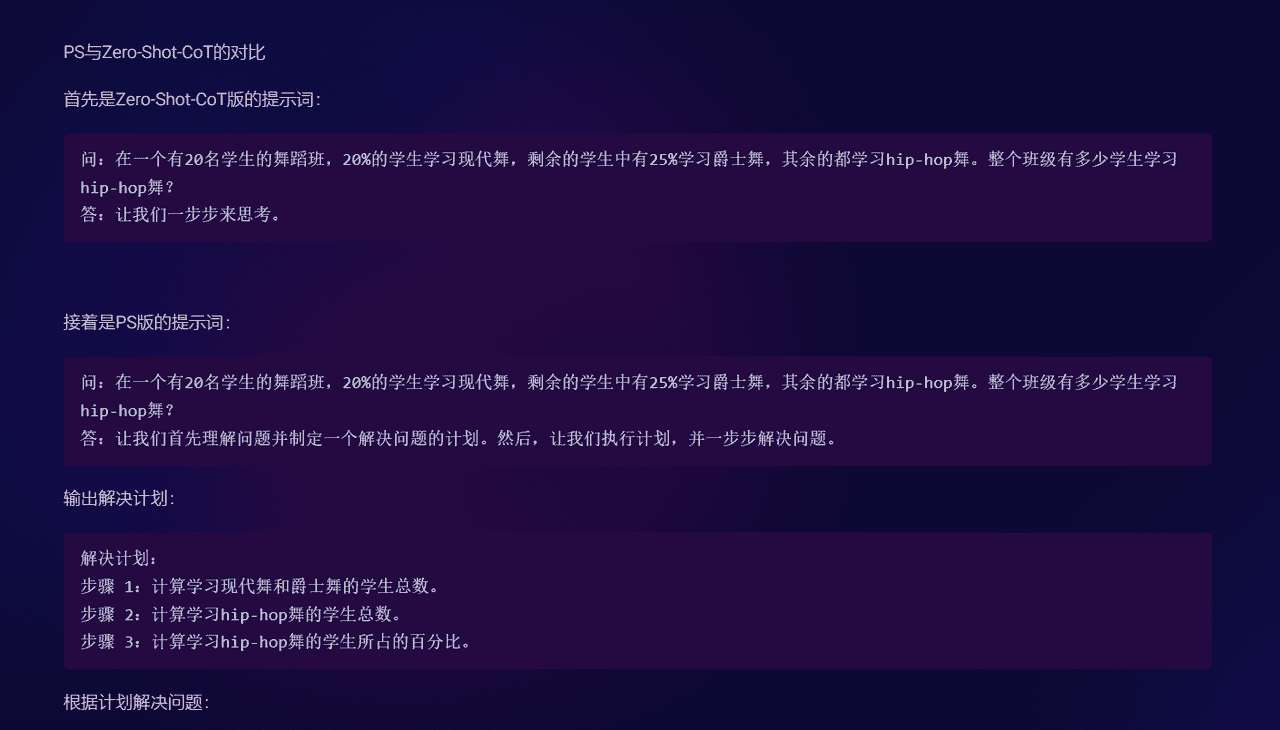 PS与Zero-Shot-CoT的对比
首先是Zero-Shot-CoT版的提示词：
问：在一个有20名学生的舞蹈班，20%的学生学习现代舞，剩余的学生中有25%学习爵士舞，其余的都学习hip-hop舞。整个班级有多少学生学习
hip-hop舞？
答：让我们一步步来思考。
接着是PS版的提示词：
问：在一个有20名学生的舞蹈班，20%的学生学习现代舞，剩余的学生中有25%学习爵士舞，其余的都学习hip-hop舞。整个班级有多少学生学习
hip-hop舞？
答：让我们首先理解问题并制定一个解决问题的计划。然后，让我们执行计划，并一步步解决问题。
输出解决计划：
解决计划：
步骤 1：计算学习现代舞和爵士舞的学生总数。
步骤 2：计算学习hip-hop舞的学生总数。
步骤 3：计算学习hip-hop舞的学生所占的百分比。
根据计划解决问题：